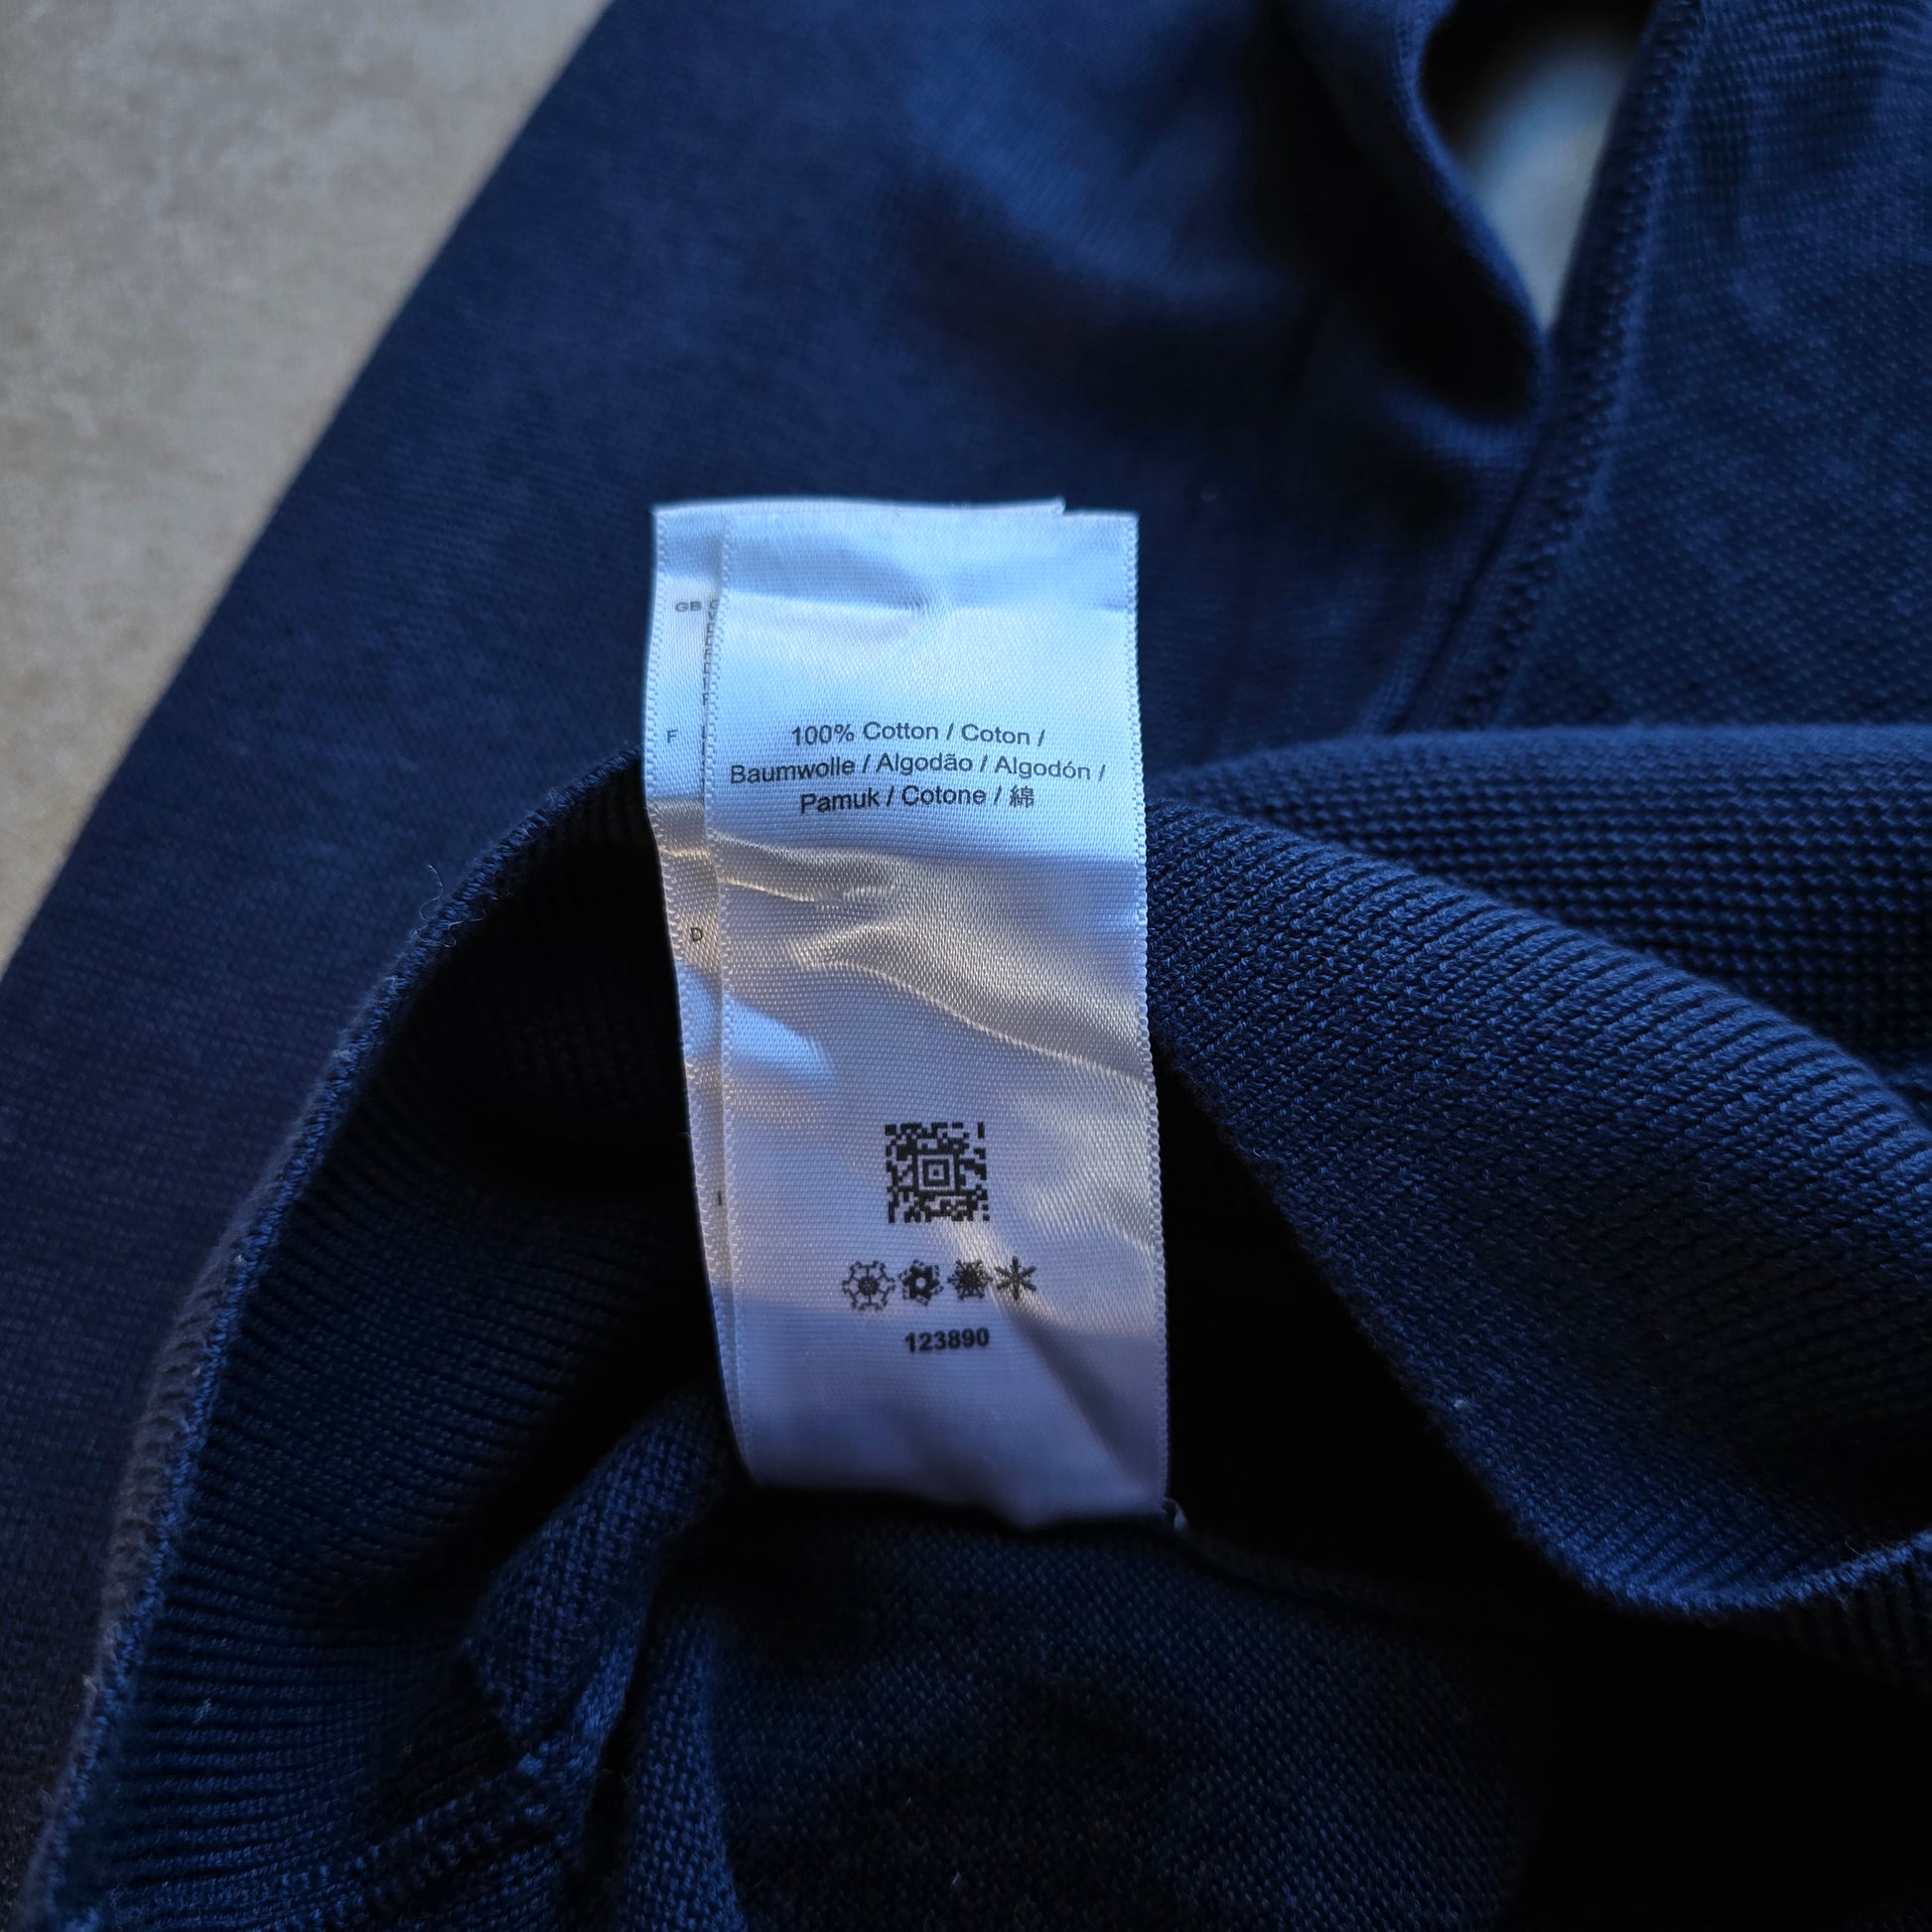 GB
F
D
100% Cotton / Coton /
Baumwolle / Algodão / Algodón /
Pamuk / Cotone / 綿
123890